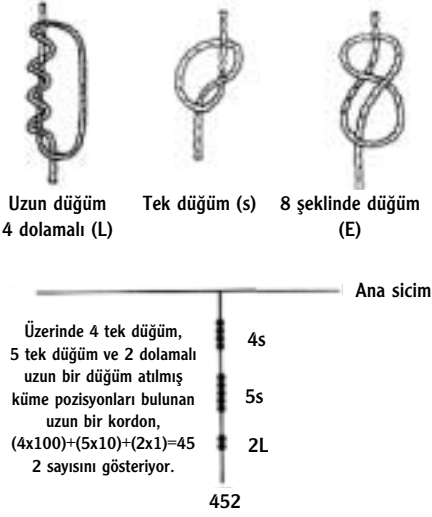 Uzun düğüm
4 dolamalı (L)
Tek düğüm (s)
8 şeklinde düğüm
(E)
Ana sicim
Üzerinde 4 tek düğüm,
5 tek düğüm ve 2 dolamalı
uzun bir düğüm atılmış
küme pozisyonları bulunan
uzun bir kordon,
(4x100)+(5x10)+(2x1)=45
2 sayısını gösteriyor.
4s
5s
2L
452